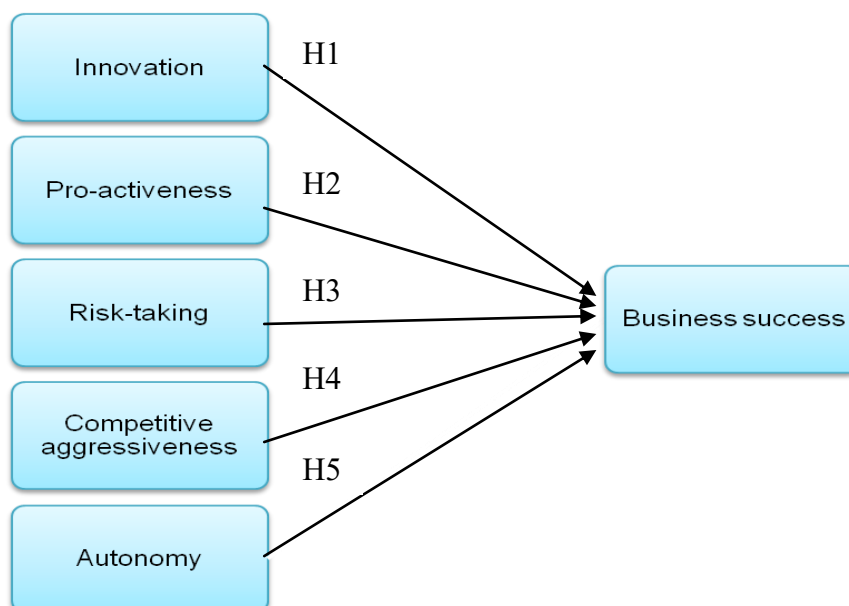 Innovation
H1
Pro-activeness
H2
Risk-taking
H3
Business success
Competitive
aggressiveness
H4
Autonomy
H5